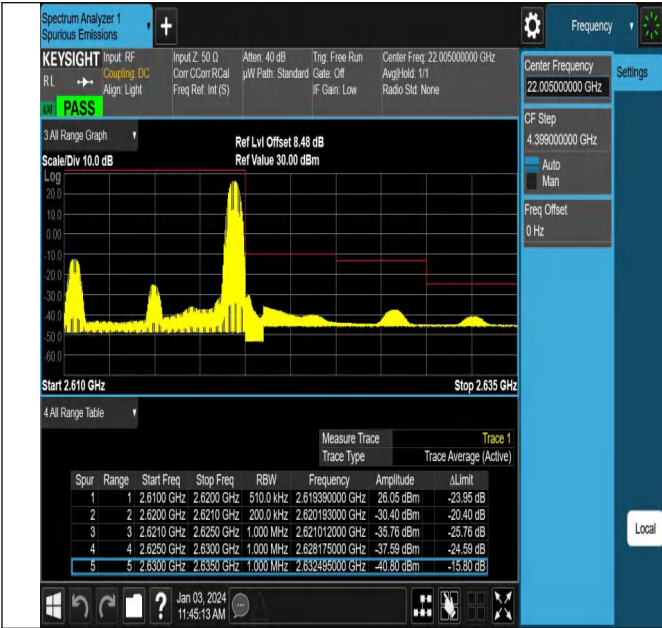 Spectrum Analyzer 1
Spurious Emissions
+
Frequency
KEYSIGHT
RL
LXI
PASS
Input: RF
Coupling: DC
Align: Light
Input Z: 50 Ω
Corr CCorr RCal
Freq Ref: Int (S)
Atten: 40 dB
µW Path: Standard
Trig: Free Run
Gate: Off
IF Gain: Low
Center Freq: 22.005000000 GHz
Avg|Hold: 1/1
Radio Std: None
Center Frequency
22.005000000 GHz
Settings
CF Step
4.399000000 GHz
Auto
Man
Freq Offset
0 Hz
3 All Range Graph
Ref Lvl Offset 8.48 dB
Scale/Div 10.0 dB
Ref Value 30.00 dBm
Log
20.0
10.0
0.00
-10.0
-20.0
-30.0
-40.0
-50.0
-60.0
Start 2.610 GHz
Stop 2.635 GHz
4 All Range Table
Measure Trace Trace 1
Trace Type Trace Average (Active)
Spur Range Start Freq Stop Freq RBW Frequency Amplitude ΔLimit
1 1 2.6100 GHz 2.6200 GHz 510.0 kHz 2.619390000 GHz 26.05 dBm -23.95 dB
2 2 2.6200 GHz 2.6210 GHz 200.0 kHz 2.620193000 GHz -30.40 dBm -20.40 dB
3 3 2.6210 GHz 2.6250 GHz 1.000 MHz 2.621012000 GHz -35.76 dBm -25.76 dB
4 4 2.6250 GHz 2.6300 GHz 1.000 MHz 2.628175000 GHz -37.59 dBm -24.59 dB
5 5 2.6300 GHz 2.6350 GHz 1.000 MHz 2.632495000 GHz -40.80 dBm -15.80 dB
Local
?
Jan 03, 2024
11:45:13 AM